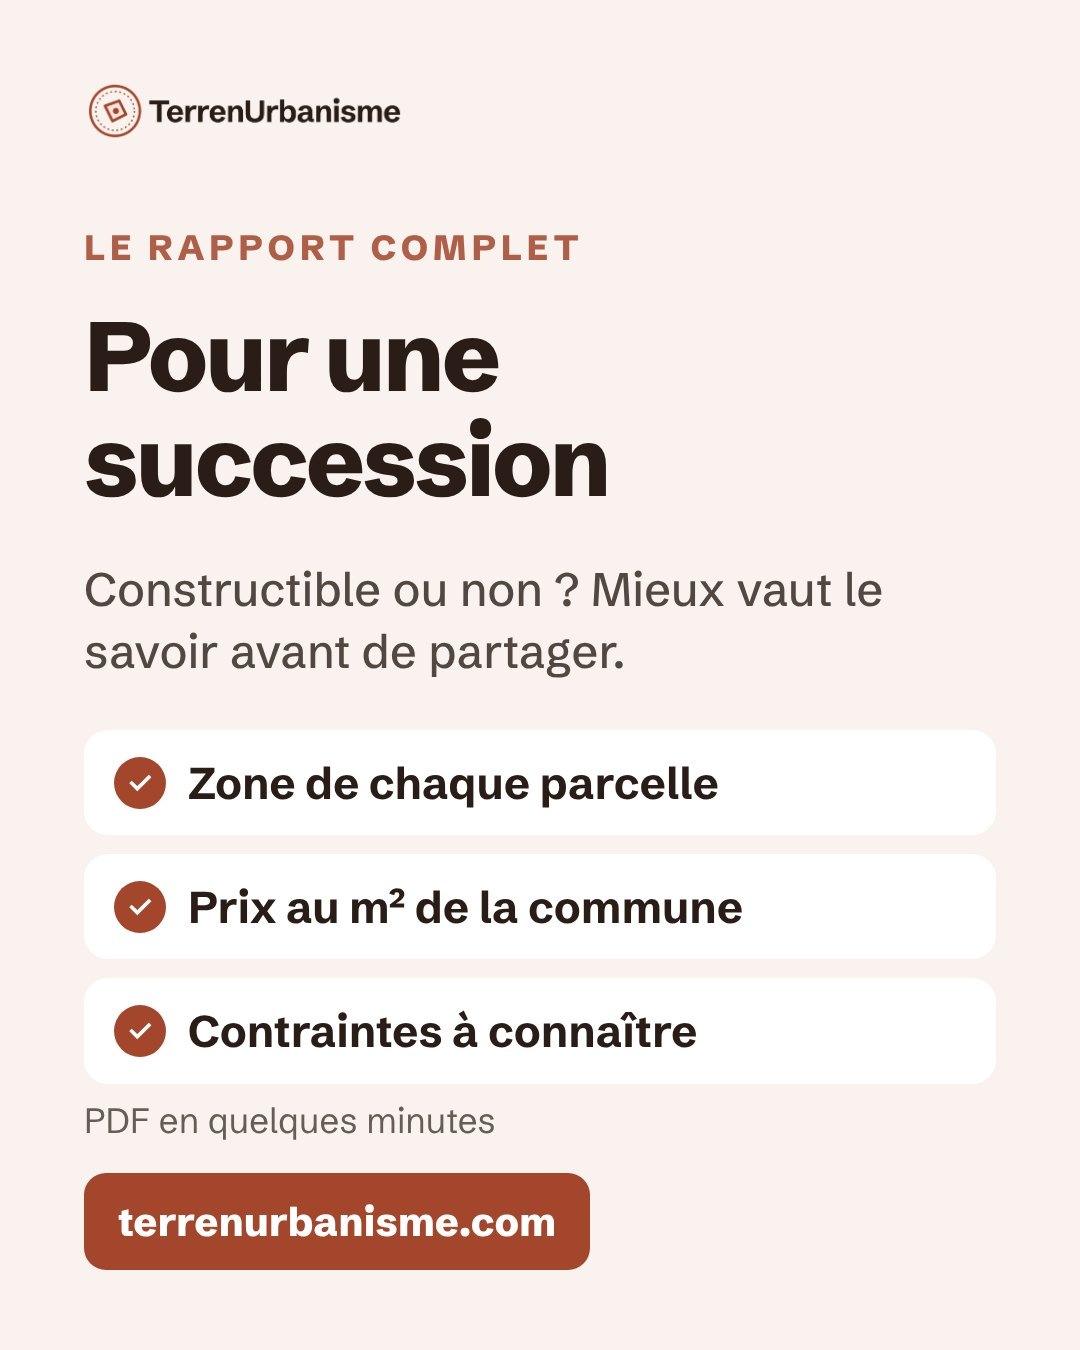 TerrenUrbanisme
LE RAPPORT COMPLET
Pour une
succession
Constructible ou non ? Mieux vaut le
savoir avant de partager.
Zone de chaque parcelle
Prix au m² de la commune
Contraintes à connaître
PDF en quelques minutes
terrenurbanisme.com